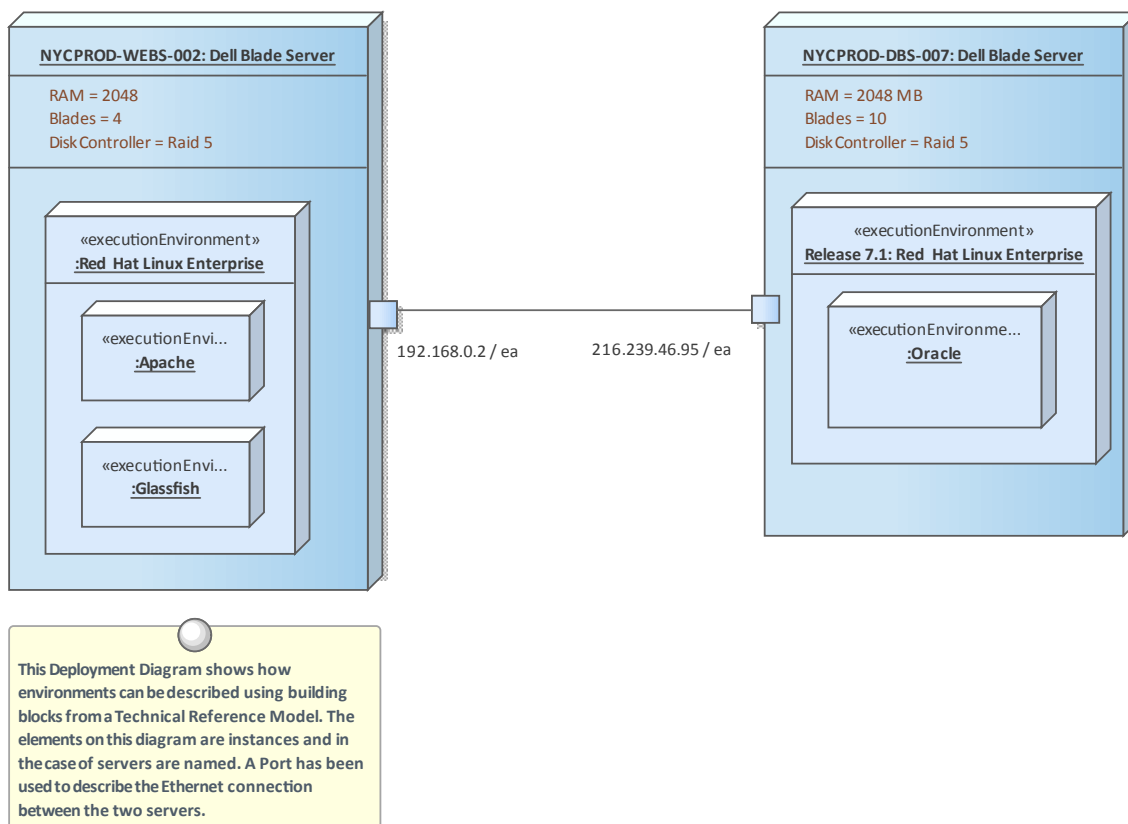 NYCPROD-WEBS-002: Dell Blade Server
RAM = 2048
Blades = 4
DiskController = Raid 5
«executionEnvironment»
:Red Hat Linux Enterprise
«executionEnvi...
:Apache
«executionEnvi...
:Glassfish
192.168.0.2 / ea
216.239.46.95 / ea
NYCPROD-DBS-007: Dell Blade Server
RAM = 2048 MB
Blades = 10
DiskController = Raid 5
«executionEnvironment»
Release 7.1: Red Hat Linux Enterprise
«executionEnvironme...
:Oracle
This Deployment Diagram shows how
environments can be described using building
blocks from a Technical Reference Model. The
elements on this diagram are instances and in
the case of servers are named. A Port has been
used to describe the Ethernet connection
between the two servers.